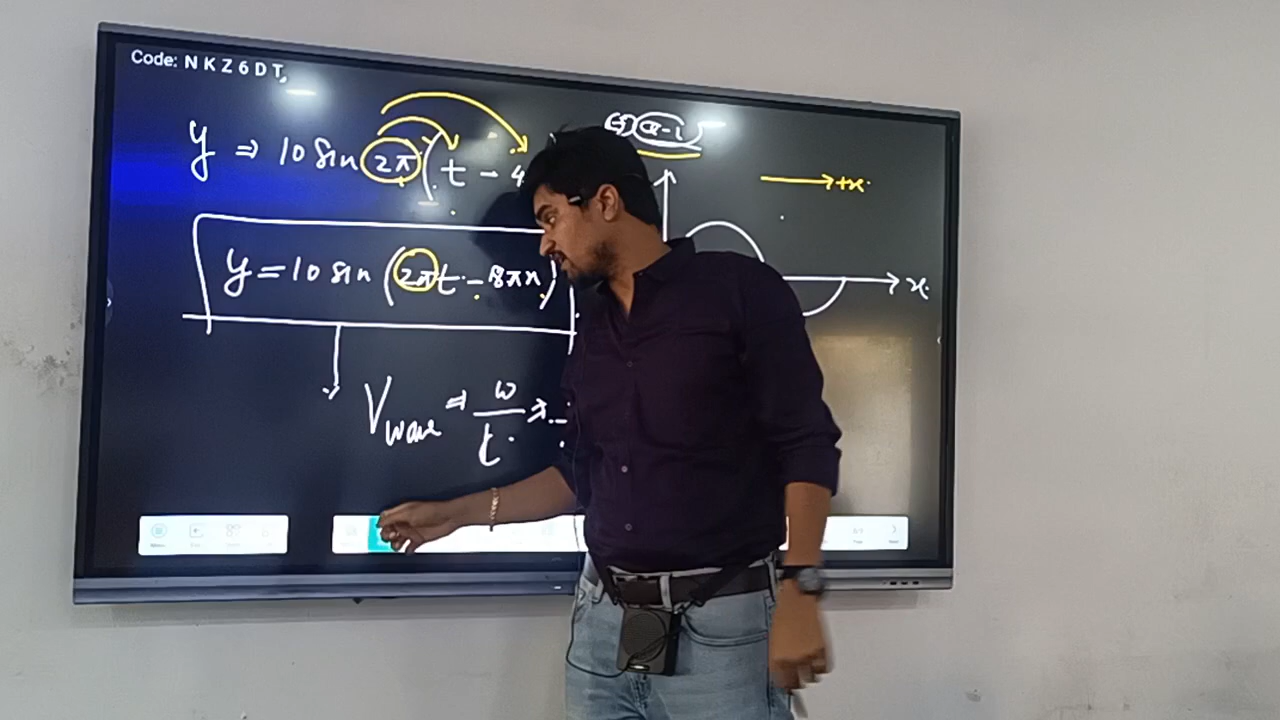 Code: NKZ6DT
y ⇒ 10 sin 2π (t - 4
y = 10 sin (2πt - 8πx)
V wave ⇒ ω/t ⇒
→ +x
x